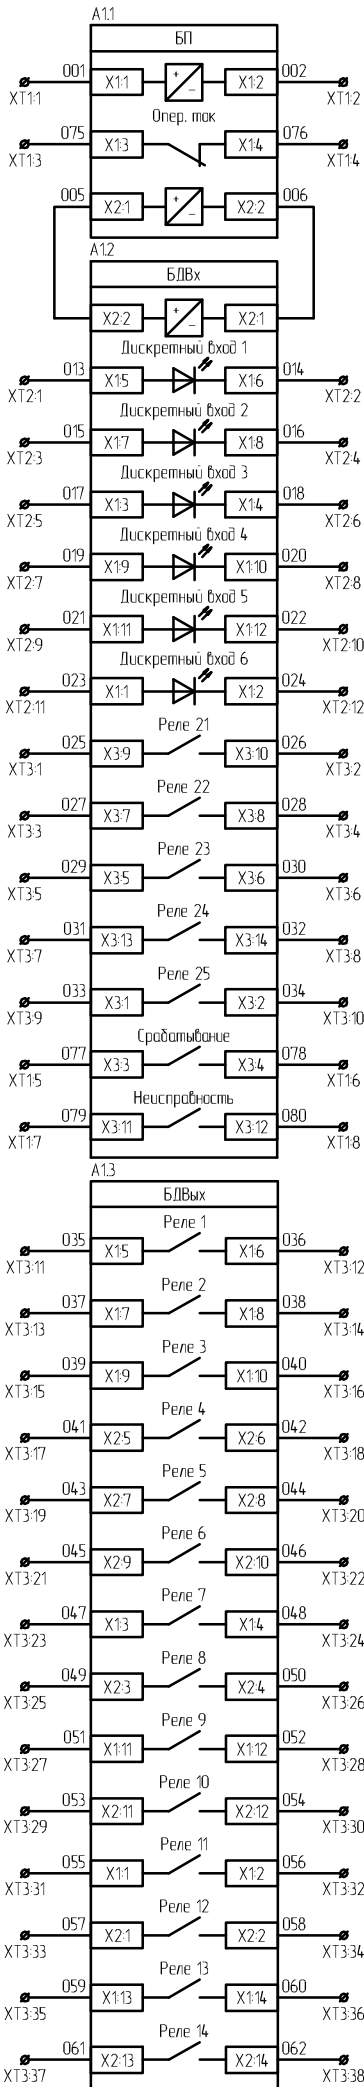 А1.1
БП
001 X1:1 + − X1:2 002
XT1:1 XT1:2
Опер. ток
075 X1:3 X1:4 076
XT1:3 XT1:4
005 X2:1 + − X2:2 006
А1.2
БДВх
X2:2 + − X2:1
Дискретный вход 1
013 X1:5 X1:6 014
XT2:1 XT2:2
Дискретный вход 2
015 X1:7 X1:8 016
XT2:3 XT2:4
Дискретный вход 3
017 X1:3 X1:4 018
XT2:5 XT2:6
Дискретный вход 4
019 X1:9 X1:10 020
XT2:7 XT2:8
Дискретный вход 5
021 X1:11 X1:12 022
XT2:9 XT2:10
Дискретный вход 6
023 X1:1 X1:2 024
XT2:11 XT2:12
Реле 21
025 X3:9 X3:10 026
XT3:1 XT3:2
Реле 22
027 X3:7 X3:8 028
XT3:3 XT3:4
Реле 23
029 X3:5 X3:6 030
XT3:5 XT3:6
Реле 24
031 X3:13 X3:14 032
XT3:7 XT3:8
Реле 25
033 X3:1 X3:2 034
XT3:9 XT3:10
Срабатывание
077 X3:3 X3:4 078
XT1:5 XT1:6
Неисправность
079 X3:11 X3:12 080
XT1:7 XT1:8
А1.3
БДВых
Реле 1
035 X1:5 X1:6 036
XT3:11 XT3:12
Реле 2
037 X1:7 X1:8 038
XT3:13 XT3:14
Реле 3
039 X1:9 X1:10 040
XT3:15 XT3:16
Реле 4
041 X2:5 X2:6 042
XT3:17 XT3:18
Реле 5
043 X2:7 X2:8 044
XT3:19 XT3:20
Реле 6
045 X2:9 X2:10 046
XT3:21 XT3:22
Реле 7
047 X1:3 X1:4 048
XT3:23 XT3:24
Реле 8
049 X2:3 X2:4 050
XT3:25 XT3:26
Реле 9
051 X1:11 X1:12 052
XT3:27 XT3:28
Реле 10
053 X2:11 X2:12 054
XT3:29 XT3:30
Реле 11
055 X1:1 X1:2 056
XT3:31 XT3:32
Реле 12
057 X2:1 X2:2 058
XT3:33 XT3:34
Реле 13
059 X1:13 X1:14 060
XT3:35 XT3:36
Реле 14
061 X2:13 X2:14 062
XT3:37 XT3:38